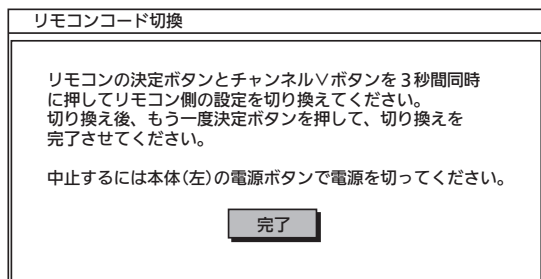 リモコンコード切換
リモコンの決定ボタンとチャンネル∨ボタンを３秒間同時
に押してリモコン側の設定を切り換えてください。
切り換え後、もう一度決定ボタンを押して、切り換えを
完了させてください。
中止するには本体(左)の電源ボタンで電源を切ってください。
完了